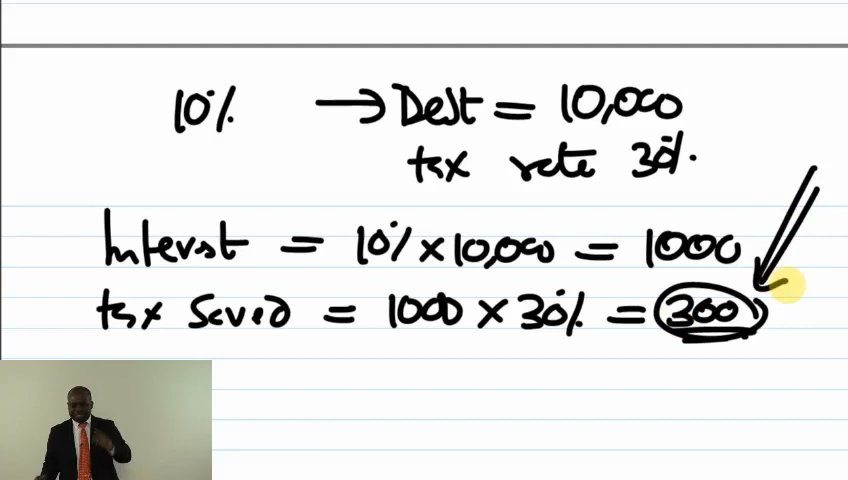 10% → Debt = 10,000
tax rate 30%.
Interest = 10% × 10,000 = 1000
tax saved = 1000 × 30% = 300